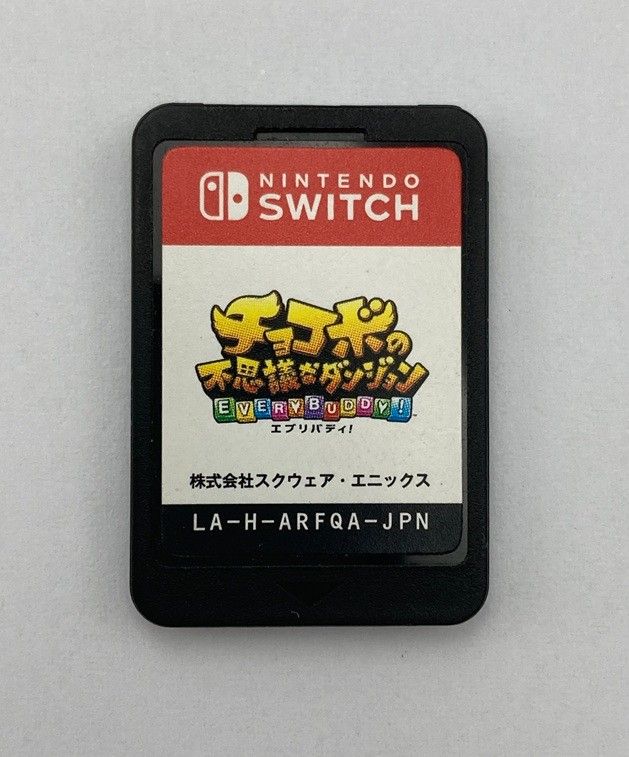 NINTENDO
SWITCH
チョコボの
不思議なダンジョン
EVERYBUDDY!
エブリバディ!
株式会社スクウェア・エニックス
LA-H-ARFQA-JPN